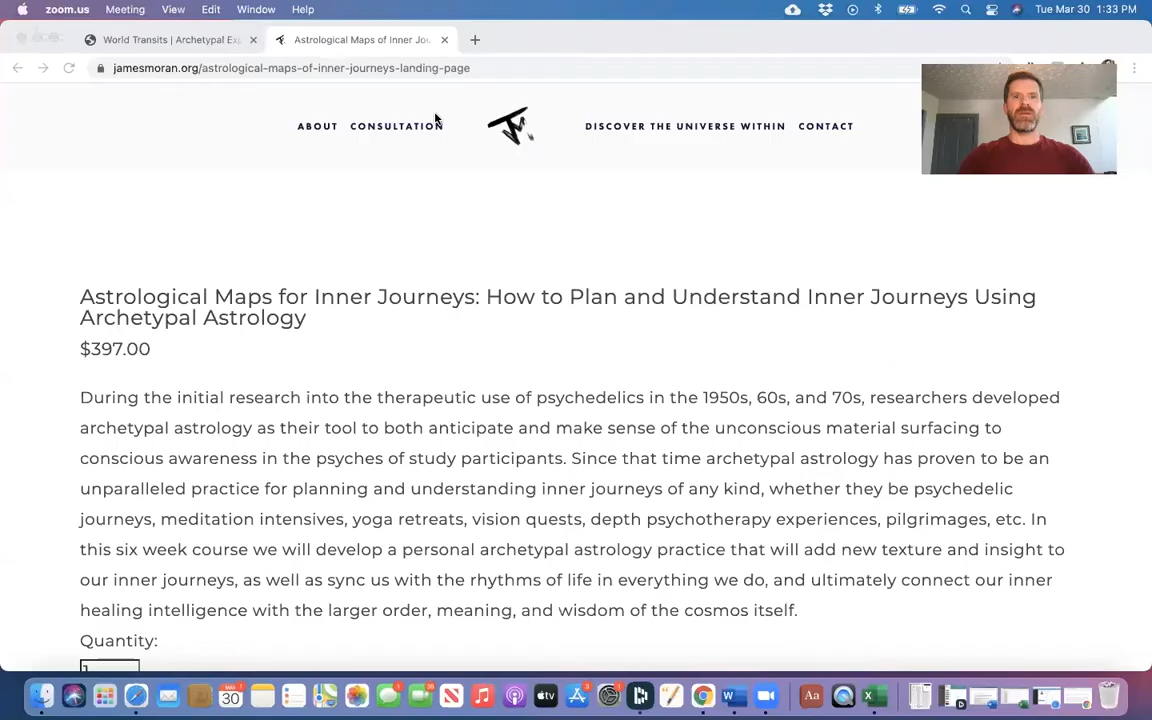 zoom.us Meeting View Edit Window Help Tue Mar 30 1:33 PM
World Transits | Archetypal Ex Astrological Maps of Inner Jou
jamesmoran.org/astrological-maps-of-inner-journeys-landing-page
ABOUT CONSULTATION DISCOVER THE UNIVERSE WITHIN CONTACT
Astrological Maps for Inner Journeys: How to Plan and Understand Inner Journeys Using
Archetypal Astrology
$397.00
During the initial research into the therapeutic use of psychedelics in the 1950s, 60s, and 70s, researchers developed
archetypal astrology as their tool to both anticipate and make sense of the unconscious material surfacing to
conscious awareness in the psyches of study participants. Since that time archetypal astrology has proven to be an
unparalleled practice for planning and understanding inner journeys of any kind, whether they be psychedelic
journeys, meditation intensives, yoga retreats, vision quests, depth psychotherapy experiences, pilgrimages, etc. In
this six week course we will develop a personal archetypal astrology practice that will add new texture and insight to
our inner journeys, as well as sync us with the rhythms of life in everything we do, and ultimately connect our inner
healing intelligence with the larger order, meaning, and wisdom of the cosmos itself.
Quantity:
1
30 tv Aa